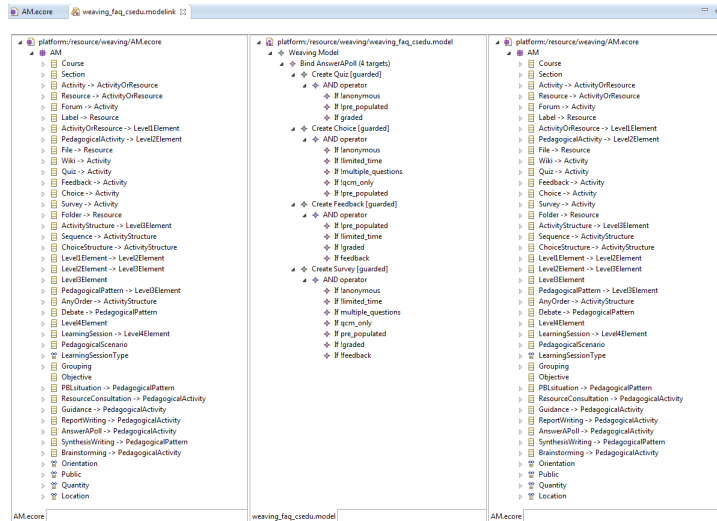 AM.ecore
weaving_faq_csedu.modelink
platform:/resource/weaving/AM.ecore
AM
Course
Section
Activity -> ActivityOrResource
Resource -> ActivityOrResource
Forum -> Activity
Label -> Resource
ActivityOrResource -> Level1Element
PedagogicalActivity -> Level2Element
File -> Resource
Wiki -> Activity
Quiz -> Activity
Feedback -> Activity
Choice -> Activity
Survey -> Activity
Folder -> Resource
ActivityStructure -> Level3Element
Sequence -> ActivityStructure
ChoiceStructure -> ActivityStructure
Level1Element -> Level2Element
Level2Element -> Level3Element
Level3Element
PedagogicalPattern -> Level3Element
AnyOrder -> ActivityStructure
Debate -> PedagogicalPattern
Level4Element
LearningSession -> Level4Element
PedagogicalScenario
LearningSessionType
Grouping
Objective
PBLsituation -> PedagogicalPattern
ResourceConsultation -> PedagogicalActivity
Guidance -> PedagogicalActivity
ReportWriting -> PedagogicalActivity
AnswerAPoll -> PedagogicalActivity
SynthesisWriting -> PedagogicalPattern
Brainstorming -> PedagogicalActivity
Orientation
Public
Quantity
Location
AM.ecore
platform:/resource/weaving/weaving_faq_csedu.model
Weaving Model
Bind AnswerAPoll (4 targets)
Create Quiz [guarded]
AND operator
If !anonymous
If !pre_populated
If graded
Create Choice [guarded]
AND operator
If !anonymous
If !limited_time
If !multiple_questions
If !qcm_only
If !pre_populated
Create Feedback [guarded]
AND operator
If !pre_populated
If !limited_time
If !graded
If feedback
Create Survey [guarded]
AND operator
If !anonymous
If !limited_time
If multiple_questions
If qcm_only
If pre_populated
If !graded
If !feedback
weaving_faq_csedu.model
platform:/resource/weaving/AM.ecore
AM
Course
Section
Activity -> ActivityOrResource
Resource -> ActivityOrResource
Forum -> Activity
Label -> Resource
ActivityOrResource -> Level1Element
PedagogicalActivity -> Level2Element
File -> Resource
Wiki -> Activity
Quiz -> Activity
Feedback -> Activity
Choice -> Activity
Survey -> Activity
Folder -> Resource
ActivityStructure -> Level3Element
Sequence -> ActivityStructure
ChoiceStructure -> ActivityStructure
Level1Element -> Level2Element
Level2Element -> Level3Element
Level3Element
PedagogicalPattern -> Level3Element
AnyOrder -> ActivityStructure
Debate -> PedagogicalPattern
Level4Element
LearningSession -> Level4Element
PedagogicalScenario
LearningSessionType
Grouping
Objective
PBLsituation -> PedagogicalPattern
ResourceConsultation -> PedagogicalActivity
Guidance -> PedagogicalActivity
ReportWriting -> PedagogicalActivity
AnswerAPoll -> PedagogicalActivity
SynthesisWriting -> PedagogicalPattern
Brainstorming -> PedagogicalActivity
Orientation
Public
Quantity
Location
AM.ecore